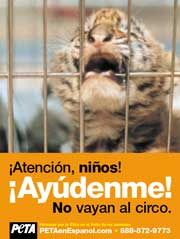 ¡Atención, niños!
¡Ayúdenme!
No vayan al circo.
PETA
PETAenEspanol.com • 888-872-9773